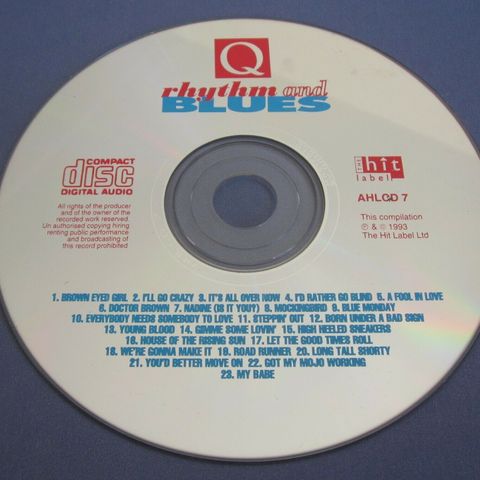 Q
rhythm and
BLUES
COMPACT
disc
DIGITAL AUDIO
All rights of the producer
and of the owner of the
recorded work reserved.
Un authorised copying hiring
renting public performance
and broadcasting of
this record prohibited
THE
hit
label
AHLCD 7
This compilation
℗ & © 1993
The Hit Label Ltd
1. BROWN EYED GIRL 2. I'LL GO CRAZY 3. IT'S ALL OVER NOW 4. I'D RATHER GO BLIND 5. A FOOL IN LOVE
6. DOCTOR BROWN 7. NADINE (IS IT YOU?) 8. MOCKINGBIRD 9. BLUE MONDAY
10. EVERYBODY NEEDS SOMEBODY TO LOVE 11. STEPPIN' OUT 12. BORN UNDER A BAD SIGN
13. YOUNG BLOOD 14. GIMME SOME LOVIN' 15. HIGH HEELED SNEAKERS
16. HOUSE OF THE RISING SUN 17. LET THE GOOD TIMES ROLL
18. WE'RE GONNA MAKE IT 19. ROAD RUNNER 20. LONG TALL SHORTY
21. YOU'D BETTER MOVE ON 22. GOT MY MOJO WORKING
23. MY BABE